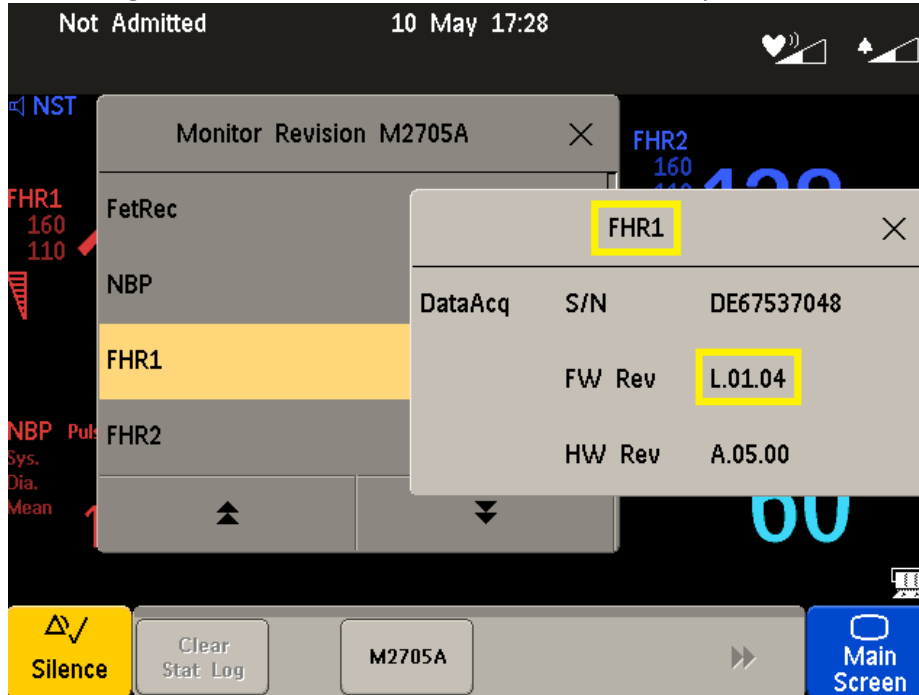 Not Admitted 10 May 17:28
NST
Monitor Revision M2705A
FHR2
160
FHR1
160
110
FetRec
NBP
FHR1
FHR2
FHR1
DataAcq S/N DE67537048
FW Rev L.01.04
HW Rev A.05.00
NBP Puls
Sys.
Dia.
Mean
60
Silence
Clear
Stat Log
M2705A
Main
Screen